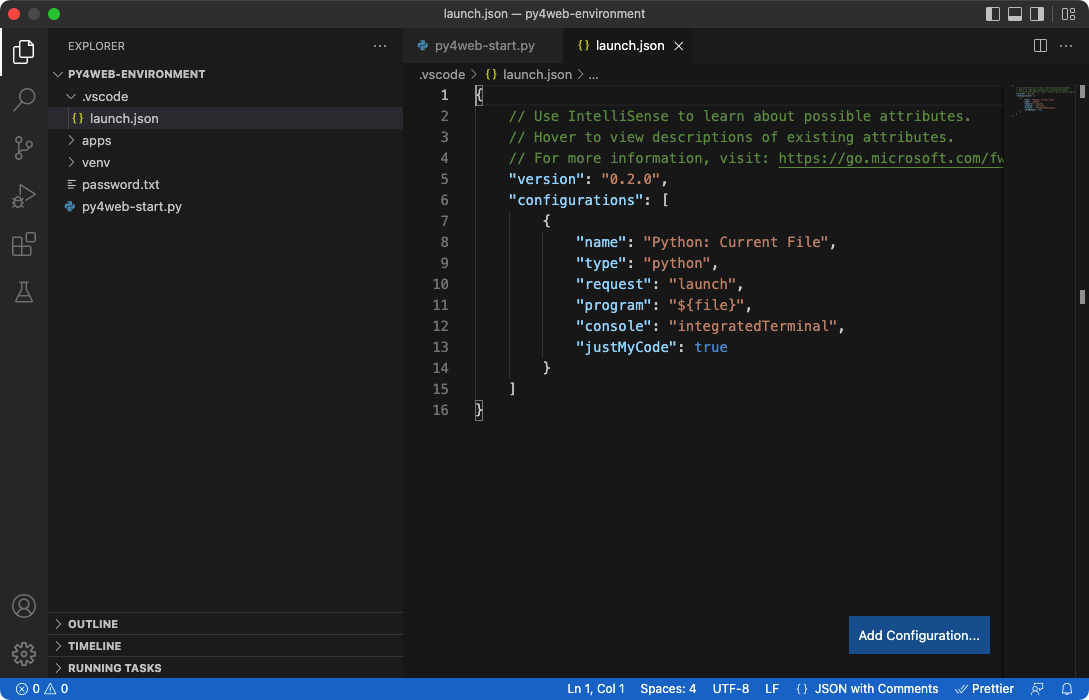 launch.json — py4web-environment
EXPLORER
PY4WEB-ENVIRONMENT
.vscode
{} launch.json
apps
venv
password.txt
py4web-start.py
py4web-start.py
{} launch.json
.vscode > {} launch.json > ...
1 {
2 // Use IntelliSense to learn about possible attributes.
3 // Hover to view descriptions of existing attributes.
4 // For more information, visit: https://go.microsoft.com/fw
5 "version": "0.2.0",
6 "configurations": [
7 {
8 "name": "Python: Current File",
9 "type": "python",
10 "request": "launch",
11 "program": "${file}",
12 "console": "integratedTerminal",
13 "justMyCode": true
14 }
15 ]
16 }
Add Configuration...
OUTLINE
TIMELINE
RUNNING TASKS
0 0 Ln 1, Col 1 Spaces: 4 UTF-8 LF {} JSON with Comments Prettier